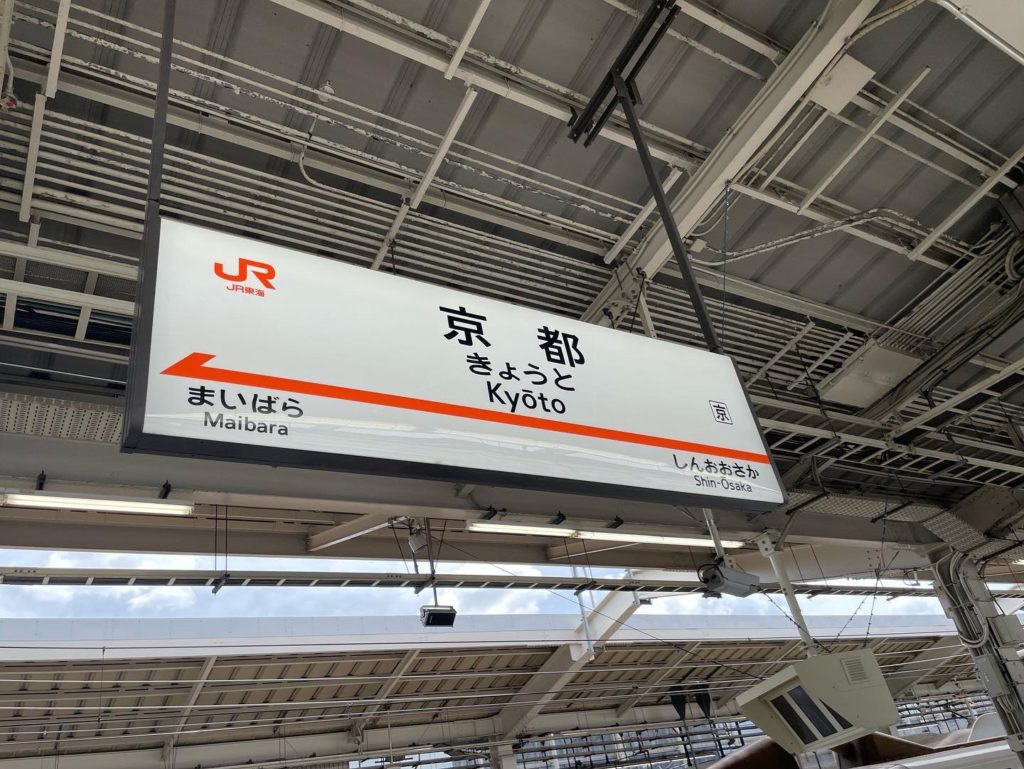 JR
JR東海
京都
きょうと
Kyōto
京
まいばら
Maibara
しんおおさか
Shin-Ōsaka